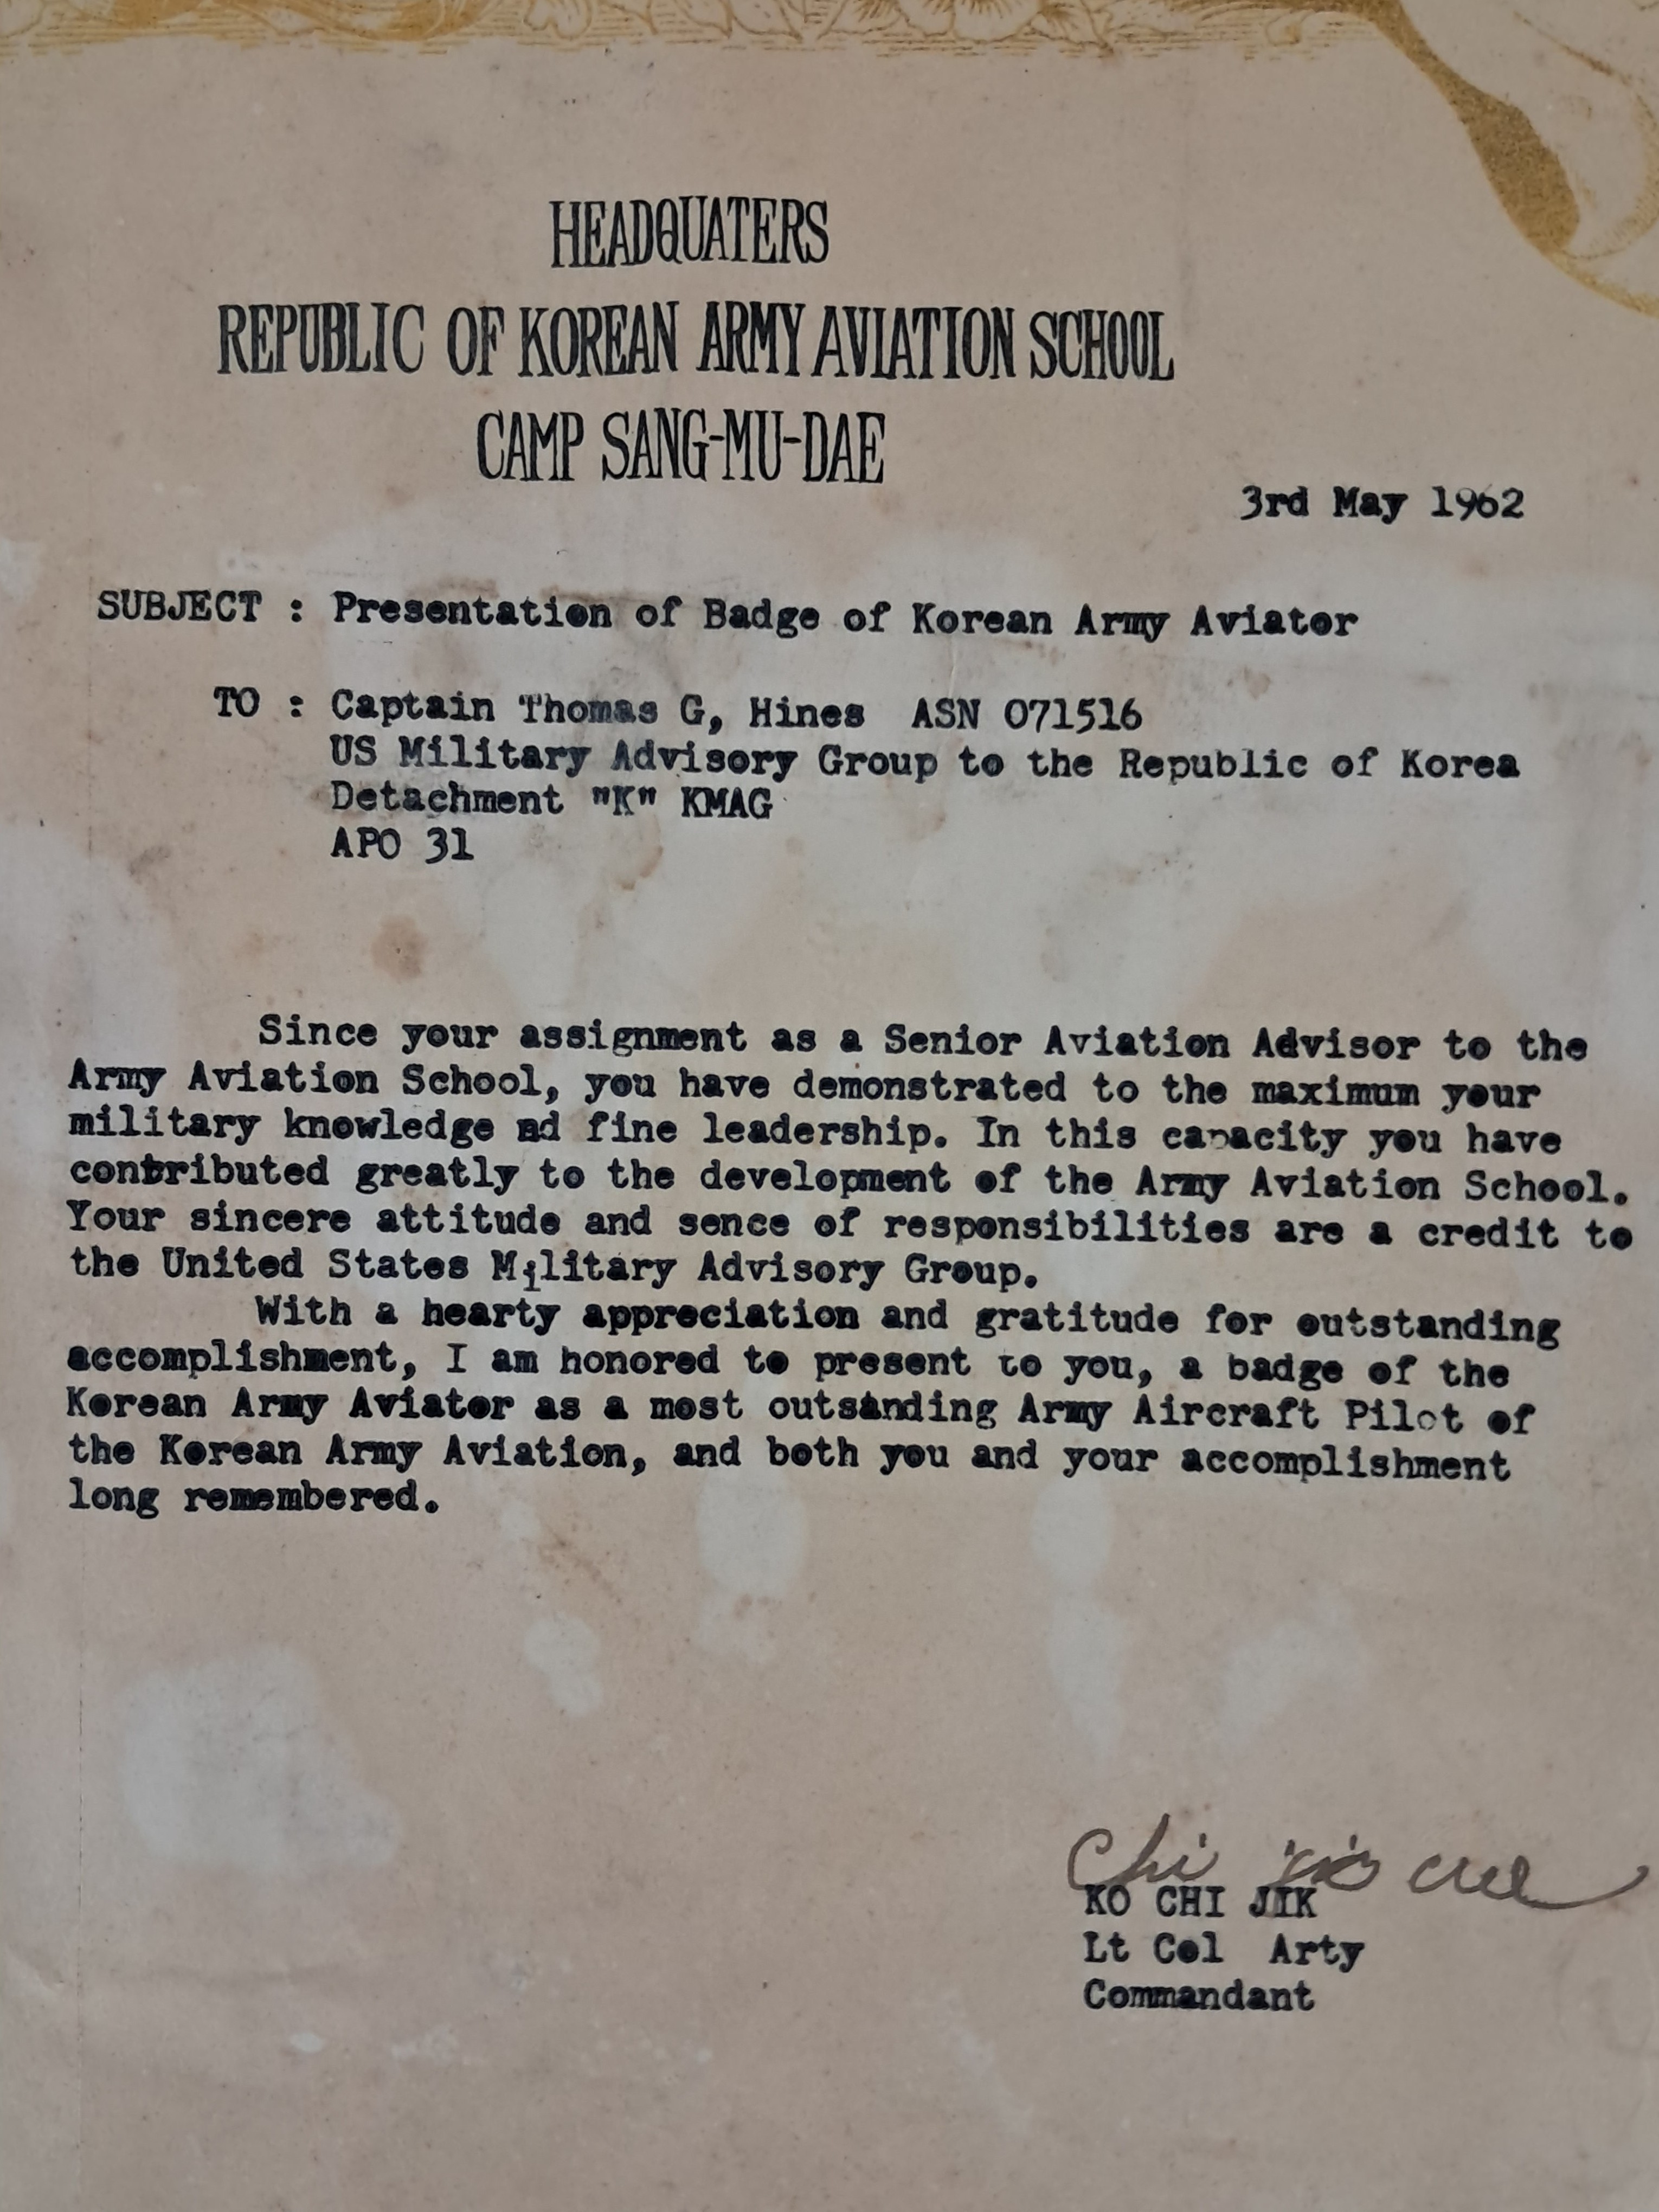 HEADQUATERS
REPUBLIC OF KOREAN ARMY AVIATION SCHOOL
CAMP SANG-MU-DAE
3rd May 1962
SUBJECT : Presentation of Badge of Korean Army Aviator
TO : Captain Thomas G, Hines ASN 071516
US Military Advisory Group to the Republic of Korea
Detachment "K" KMAG
APO 31
Since your assignment as a Senior Aviation Advisor to the
Army Aviation School, you have demonstrated to the maximum your
military knowledge ad fine leadership. In this capacity you have
contributed greatly to the development of the Army Aviation School.
Your sincere attitude and sence of responsibilities are a credit to
the United States Military Advisory Group.
With a hearty appreciation and gratitude for outstanding
accomplishment, I am honored to present to you, a badge of the
Korean Army Aviator as a most outsanding Army Aircraft Pilot of
the Korean Army Aviation, and both you and your accomplishment
long remembered.
Chi
KO CHI JIK
Lt Col Arty
Commandant